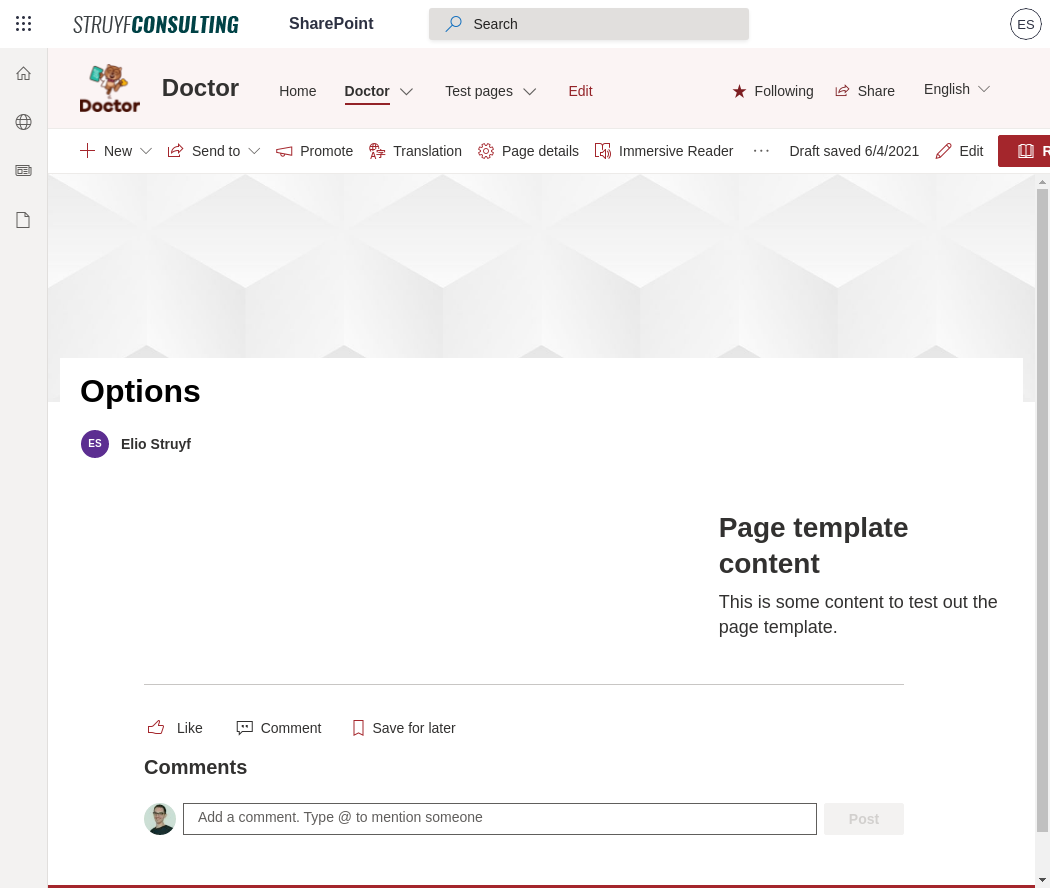 STRUYFCONSULTING SharePoint Search ES
Doctor Doctor Home Doctor Test pages Edit Following Share English
New Send to Promote Translation Page details Immersive Reader ··· Draft saved 6/4/2021 Edit
Options
ES Elio Struyf
Page template
content
This is some content to test out the
page template.
Like Comment Save for later
Comments
Add a comment. Type @ to mention someone Post